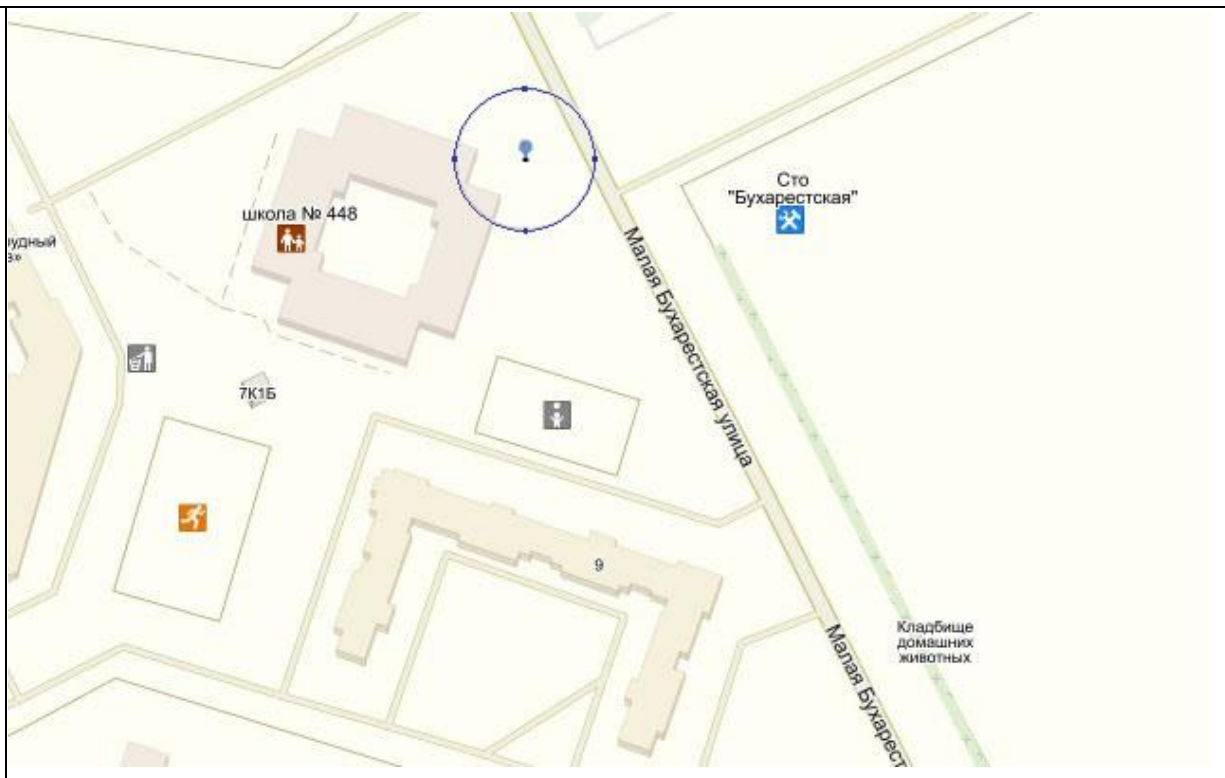 Сто
"Бухарестская"
школа № 448
Малая Бухарестская улица
7К1Б
9
Кладбище
домашних
животных
Малая Бухарест